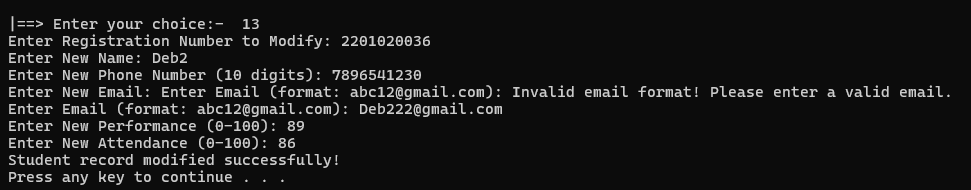 |==> Enter your choice:-  13
Enter Registration Number to Modify: 2201020036
Enter New Name: Deb2
Enter New Phone Number (10 digits): 7896541230
Enter New Email: Enter Email (format: abc12@gmail.com): Invalid email format! Please enter a valid email.
Enter Email (format: abc12@gmail.com): Deb222@gmail.com
Enter New Performance (0-100): 89
Enter New Attendance (0-100): 86
Student record modified successfully!
Press any key to continue . . .